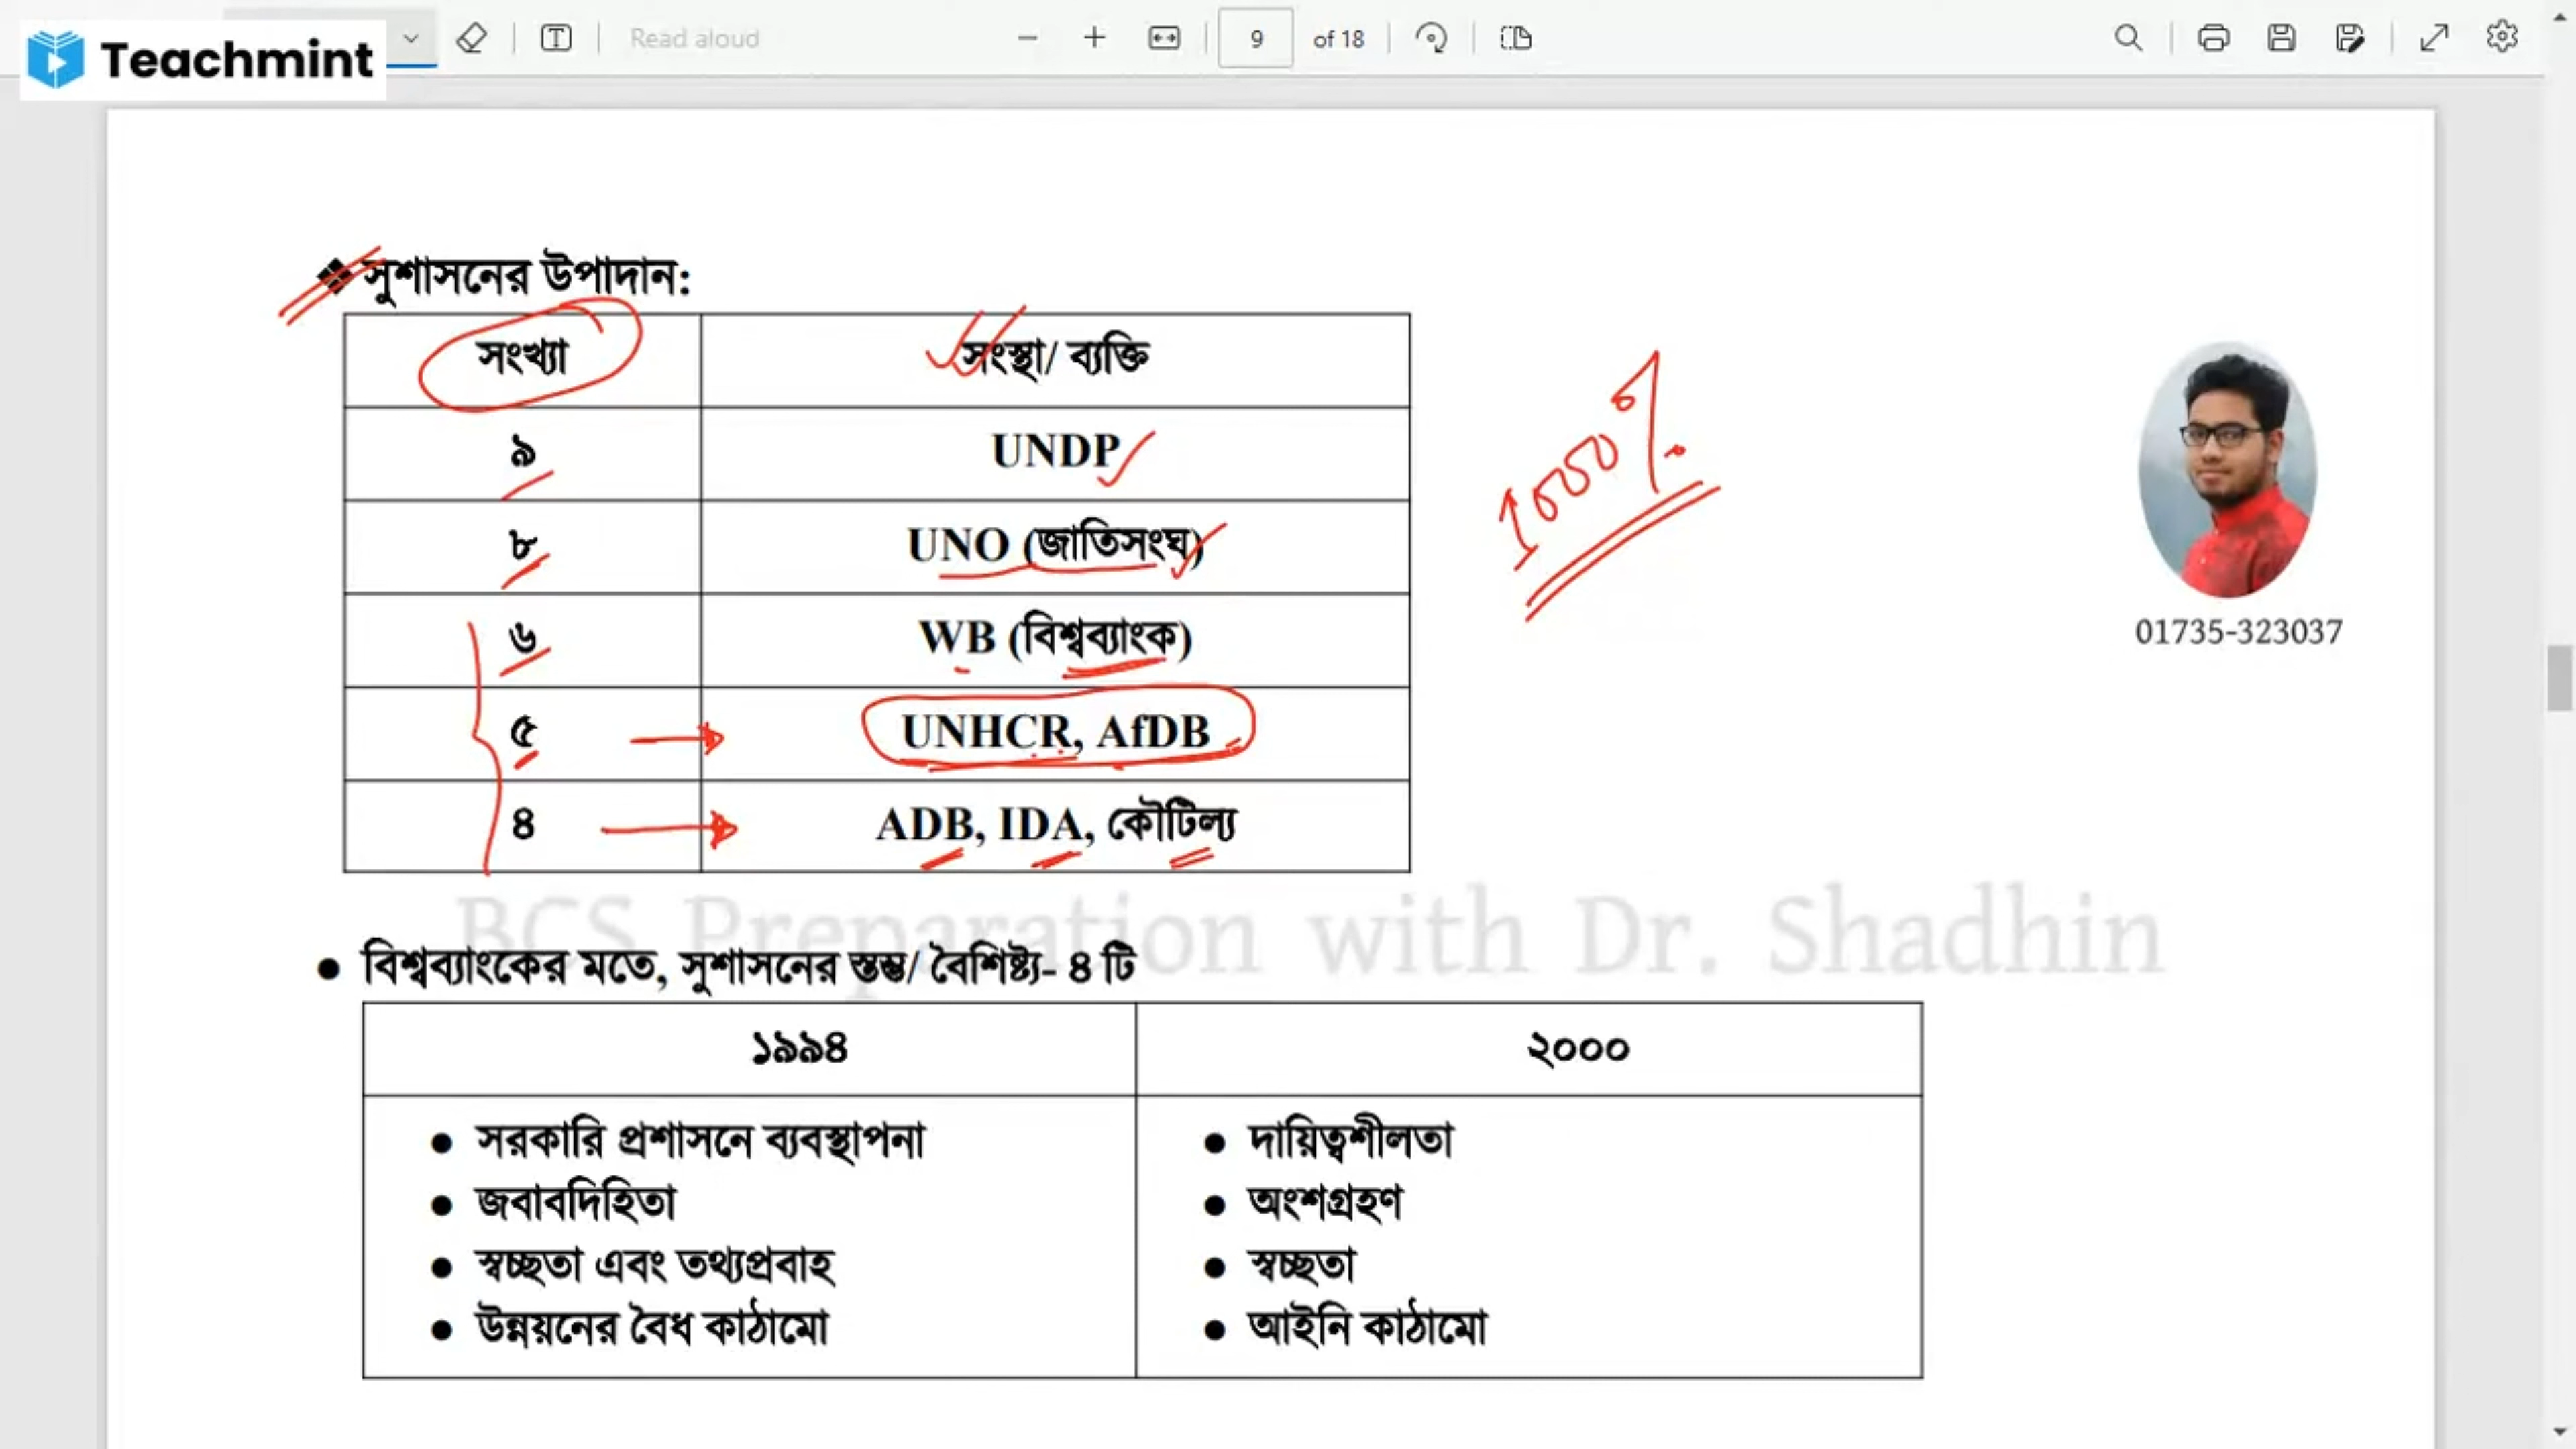 Teachmint
Read aloud
9 of 18
❖ সুশাসনের উপাদান:
সংখ্যা সংস্থা/ ব্যক্তি
৯ UNDP
1000%
৮ UNO (জাতিসংঘ)
৬ WB (বিশ্বব্যাংক)
01735-323037
৫ UNHCR, AfDB
৪ ADB, IDA, কৌটিল্য
BCS Preparation with Dr. Shadhin
● বিশ্বব্যাংকের মতে, সুশাসনের স্তম্ভ/ বৈশিষ্ট্য- ৪ টি
১৯৯৪ ২০০০
● সরকারি প্রশাসনে ব্যবস্থাপনা ● দায়িত্বশীলতা
● জবাবদিহিতা ● অংশগ্রহণ
● স্বচ্ছতা এবং তথ্যপ্রবাহ ● স্বচ্ছতা
● উন্নয়নের বৈধ কাঠামো ● আইনি কাঠামো